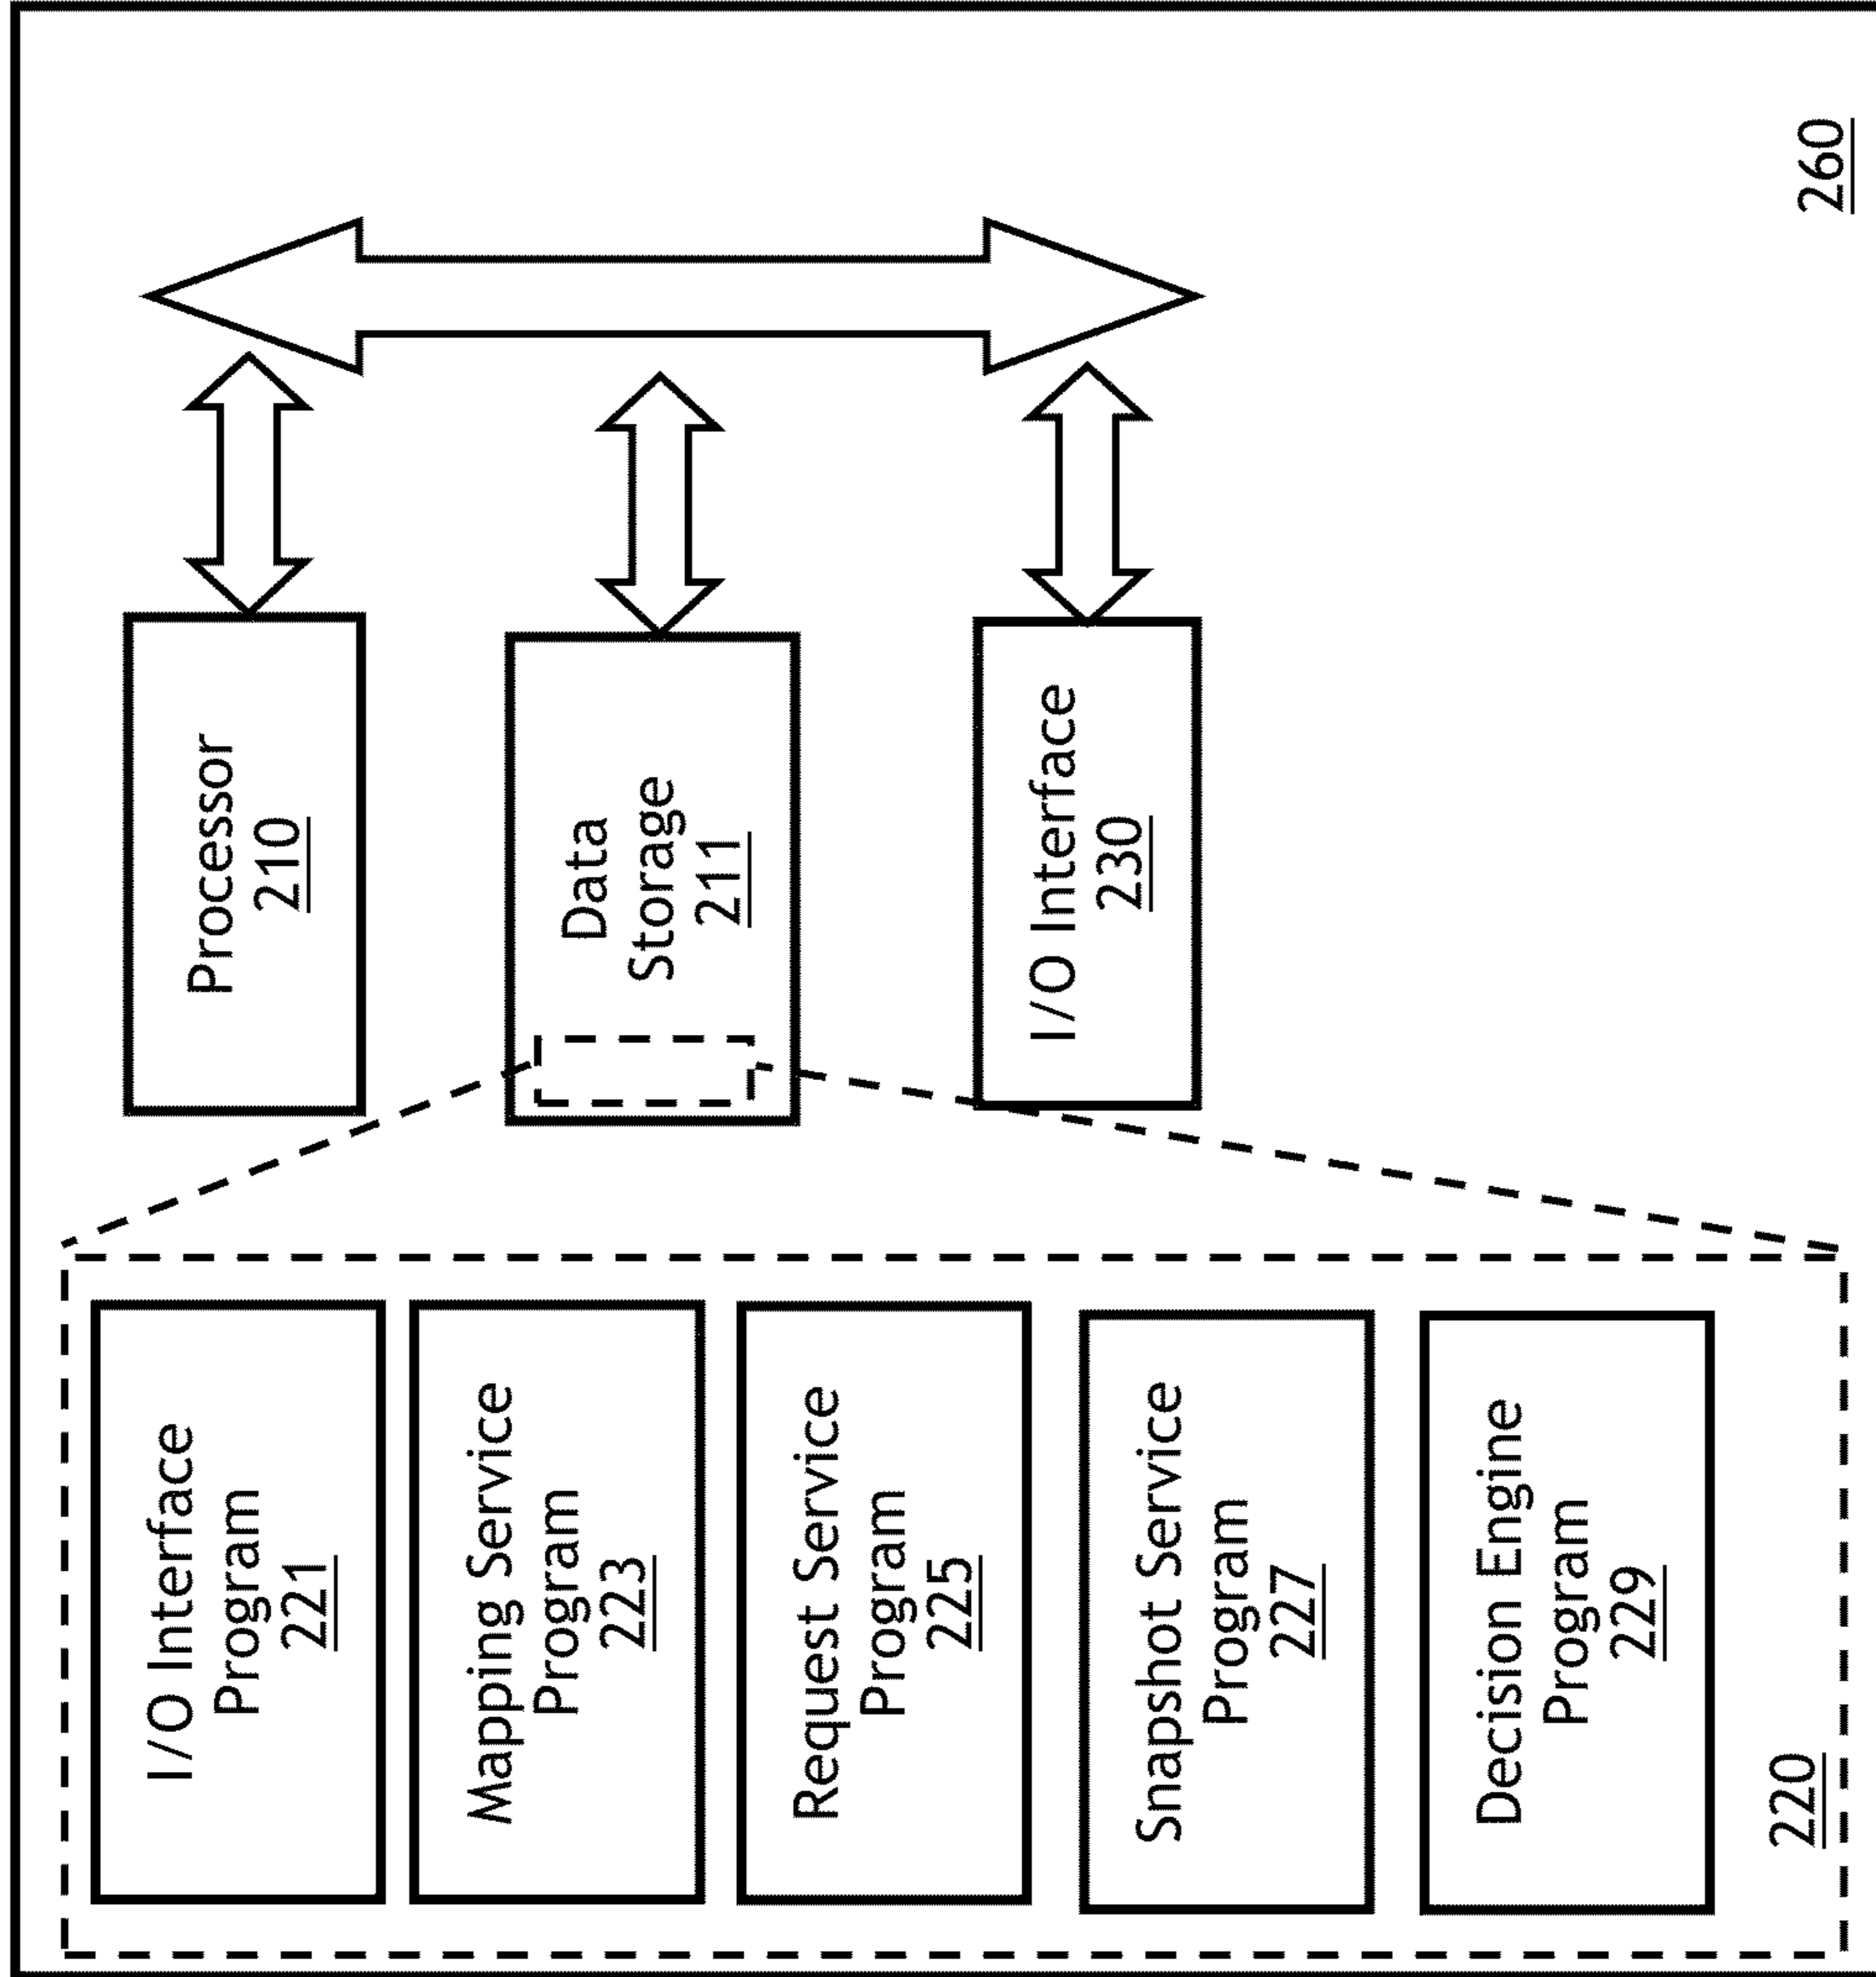 Processor
210
Data
Storage
211
I/O Interface
230
260
I/O Interface
Program
221
Mapping Service
Program
223
Request Service
Program
225
Snapshot Service
Program
227
Decision Engine
Program
229
220